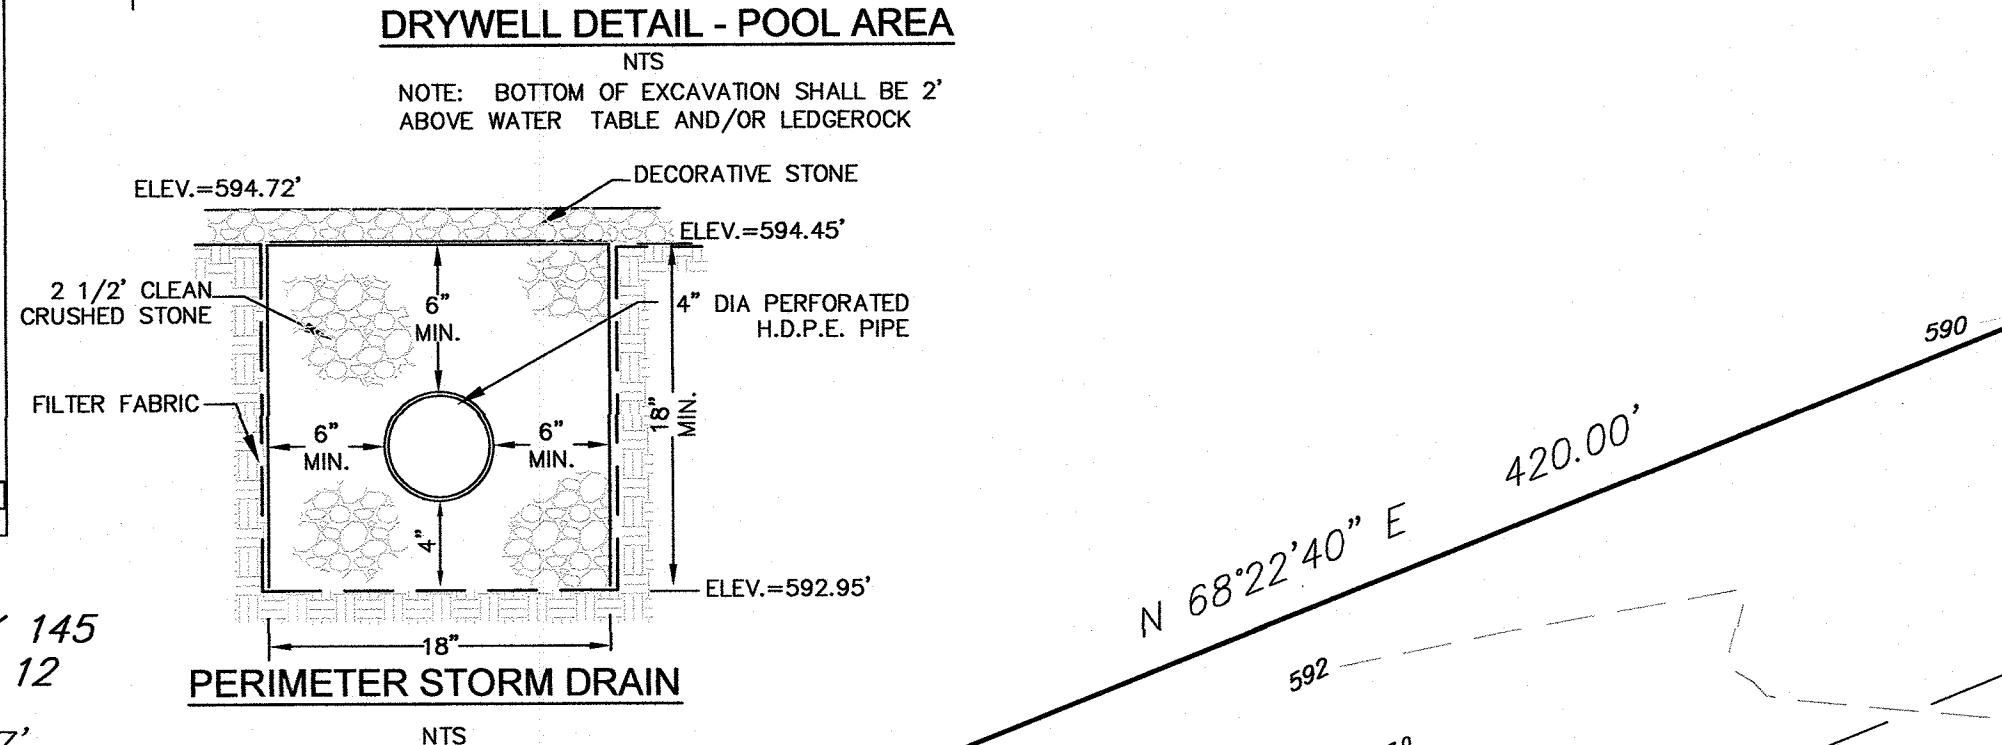 DRYWELL DETAIL - POOL AREA
NTS
NOTE: BOTTOM OF EXCAVATION SHALL BE 2'
ABOVE WATER TABLE AND/OR LEDGEROCK
DECORATIVE STONE
ELEV.=594.72'
ELEV.=594.45'
2 1/2' CLEAN
CRUSHED STONE
6"
MIN.
4" DIA PERFORATED
H.D.P.E. PIPE
FILTER FABRIC
6"
MIN.
6"
MIN.
18"
MIN.
4"
ELEV.=592.95'
18"
PERIMETER STORM DRAIN
NTS
145
12
7'
590
420.00'
N 68°22'40" E
592